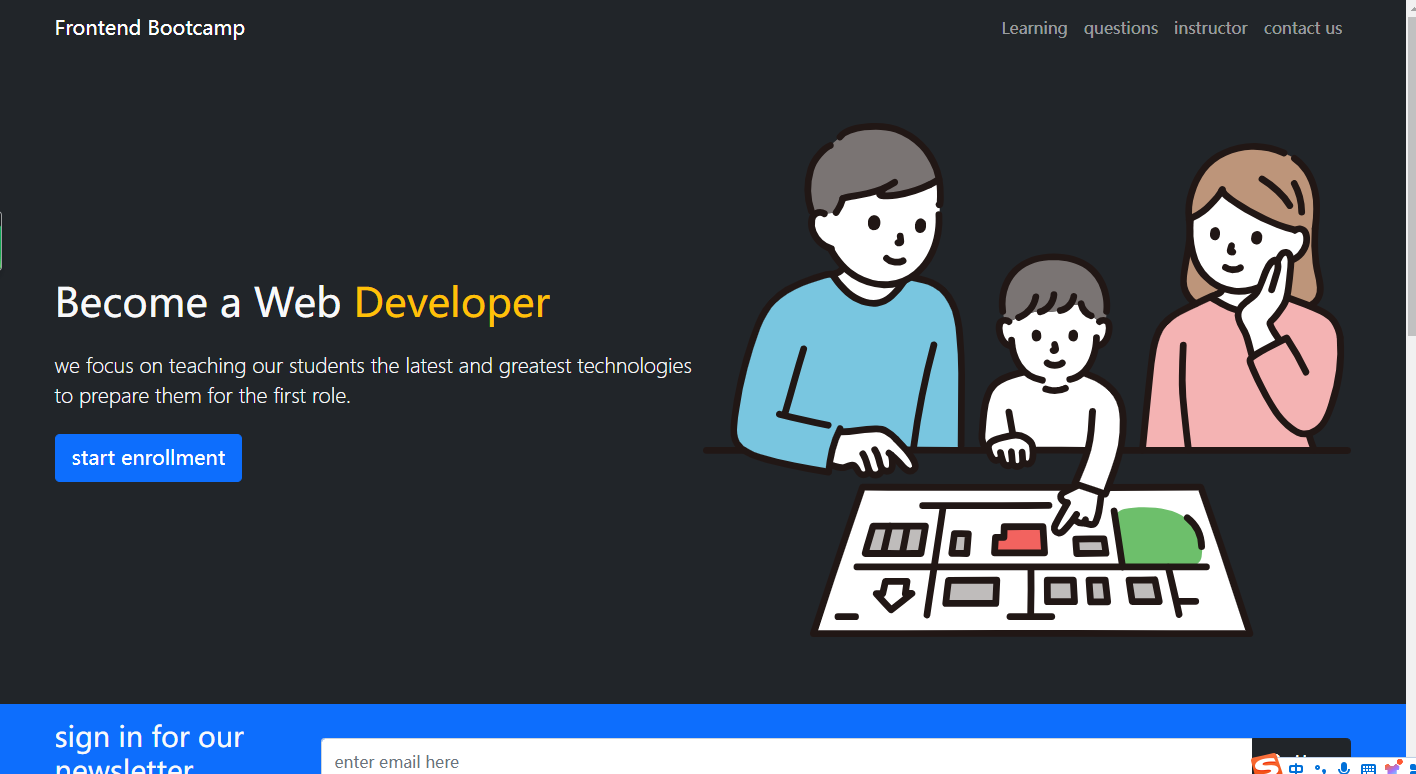 Frontend Bootcamp
Learning questions instructor contact us
Become a Web Developer
we focus on teaching our students the latest and greatest technologies
to prepare them for the first role.
start enrollment
sign in for our
newsletter
enter email here
中